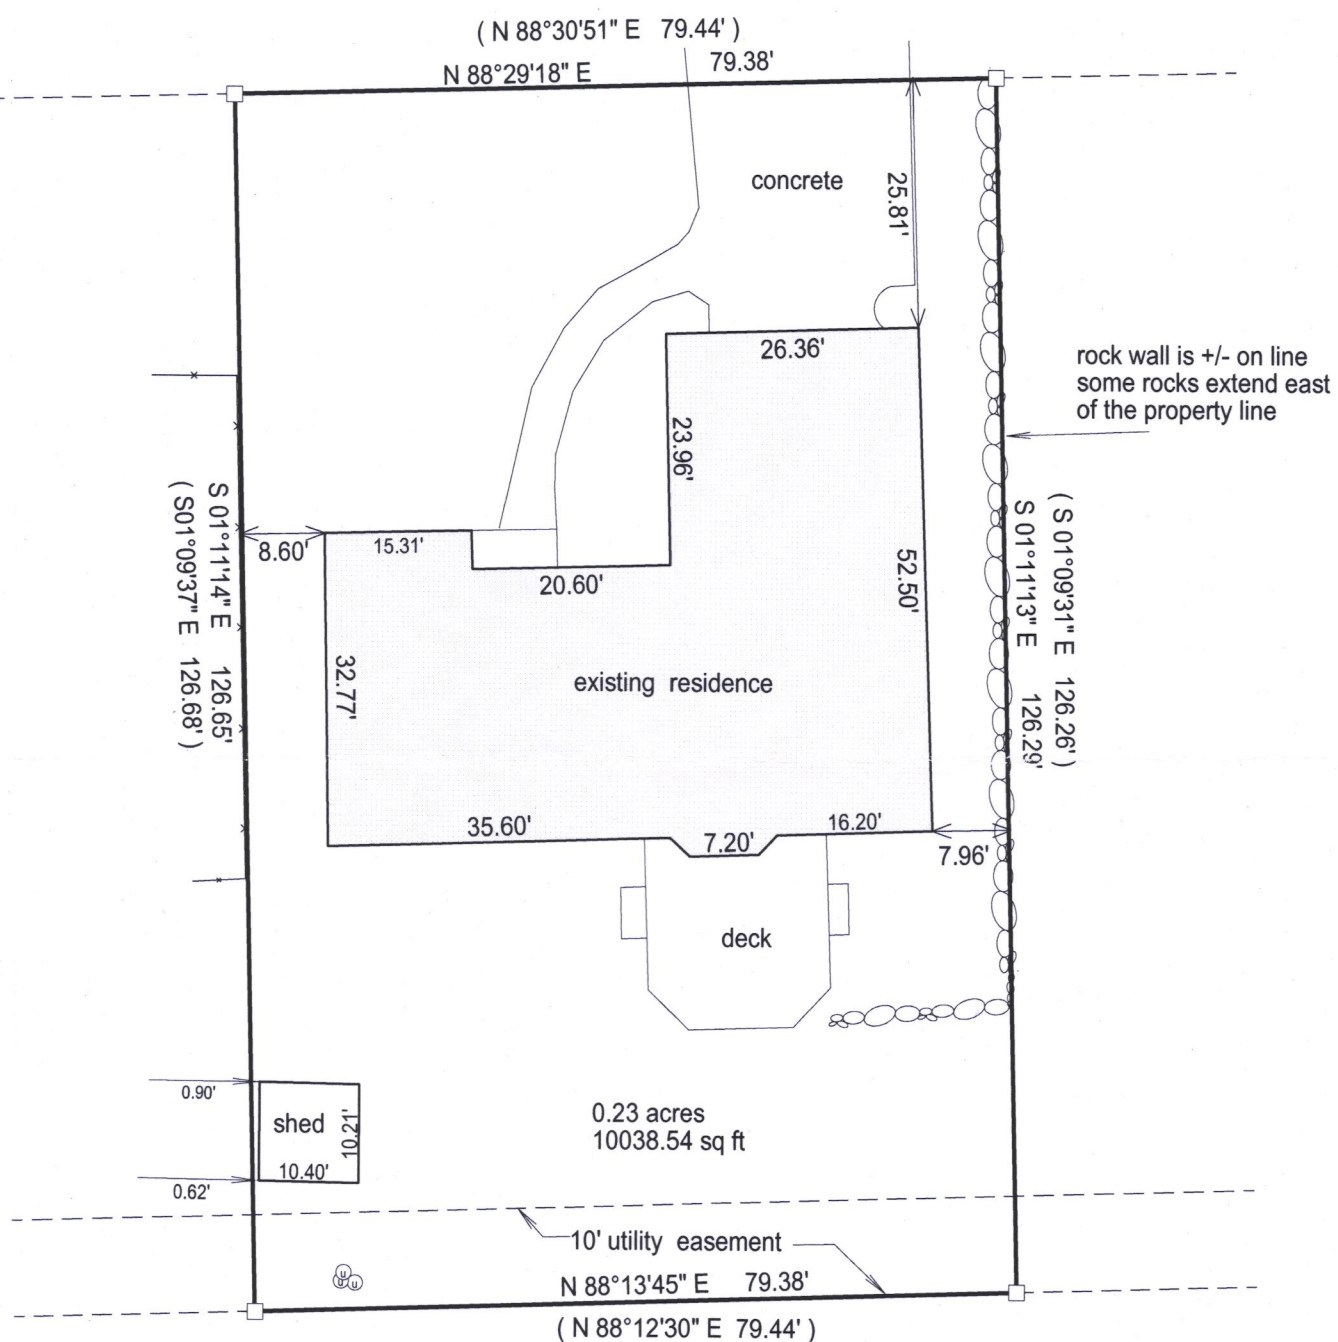 ( N 88°30'51" E 79.44' )
N 88°29'18" E 79.38'
concrete
25.81'
26.36'
rock wall is +/- on line
some rocks extend east
of the property line
23.96'
S 01°11'14" E 126.65'
( S01°09'37" E 126.68' )
8.60'
15.31'
20.60'
52.50'
( S 01°09'31" E 126.26' )
S 01°11'13" E 126.29'
32.77'
existing residence
35.60'
7.20'
16.20'
7.96'
deck
0.90'
shed
10.21'
10.40'
0.62'
0.23 acres
10038.54 sq ft
10' utility easement
u
u u
N 88°13'45" E 79.38'
( N 88°12'30" E 79.44' )